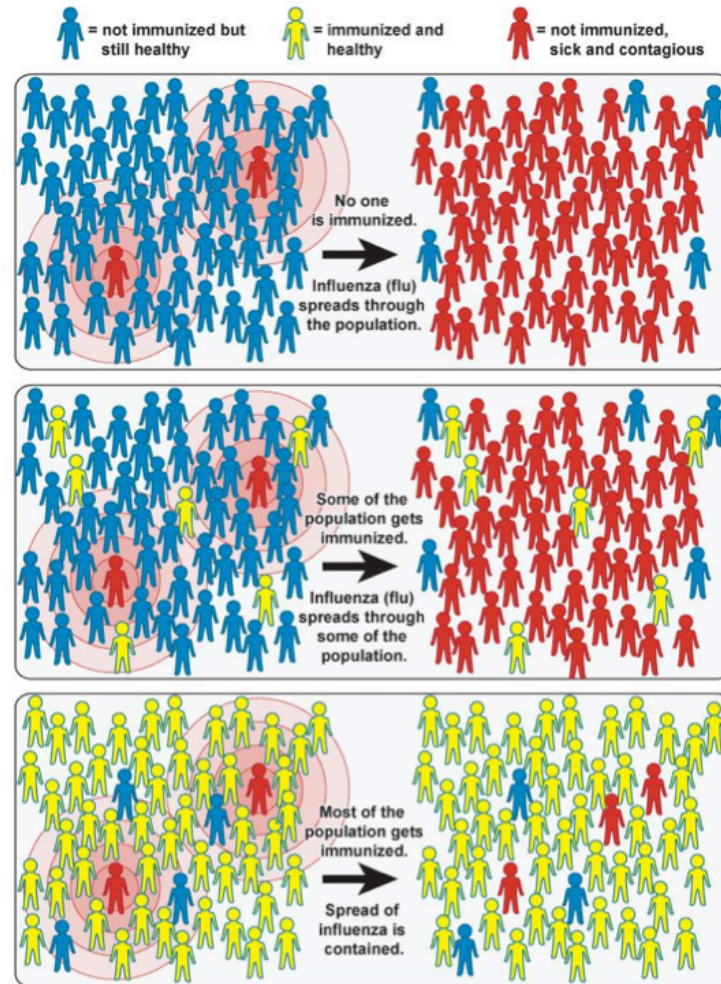 = not immunized but
still healthy
= immunized and
healthy
= not immunized,
sick and contagious
No one
is immunized.
Influenza (flu)
spreads through
the population.
Some of the
population gets
immunized.
Influenza (flu)
spreads through
some of the
population.
Most of the
population gets
immunized.
Spread of
influenza is
contained.